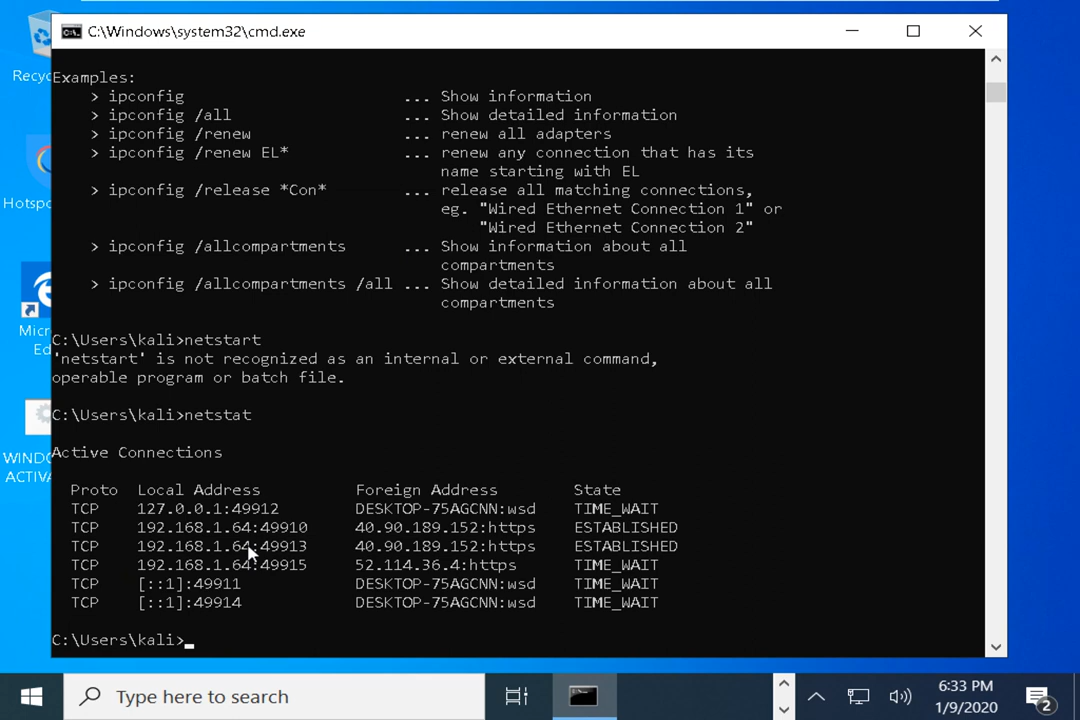 C:\Windows\system32\cmd.exe
Recyc
Hotspo
Micr
Ed
WINDO
ACTIVA
Examples:
> ipconfig ... Show information
> ipconfig /all ... Show detailed information
> ipconfig /renew ... renew all adapters
> ipconfig /renew EL* ... renew any connection that has its
name starting with EL
> ipconfig /release *Con* ... release all matching connections,
eg. "Wired Ethernet Connection 1" or
"Wired Ethernet Connection 2"
> ipconfig /allcompartments ... Show information about all
compartments
> ipconfig /allcompartments /all ... Show detailed information about all
compartments
C:\Users\kali>netstart
'netstart' is not recognized as an internal or external command,
operable program or batch file.
C:\Users\kali>netstat
Active Connections
Proto Local Address Foreign Address State
TCP 127.0.0.1:49912 DESKTOP-75AGCNN:wsd TIME_WAIT
TCP 192.168.1.64:49910 40.90.189.152:https ESTABLISHED
TCP 192.168.1.64:49913 40.90.189.152:https ESTABLISHED
TCP 192.168.1.64:49915 52.114.36.4:https TIME_WAIT
TCP [::1]:49911 DESKTOP-75AGCNN:wsd TIME_WAIT
TCP [::1]:49914 DESKTOP-75AGCNN:wsd TIME_WAIT
C:\Users\kali>
Type here to search
6:33 PM
1/9/2020
2